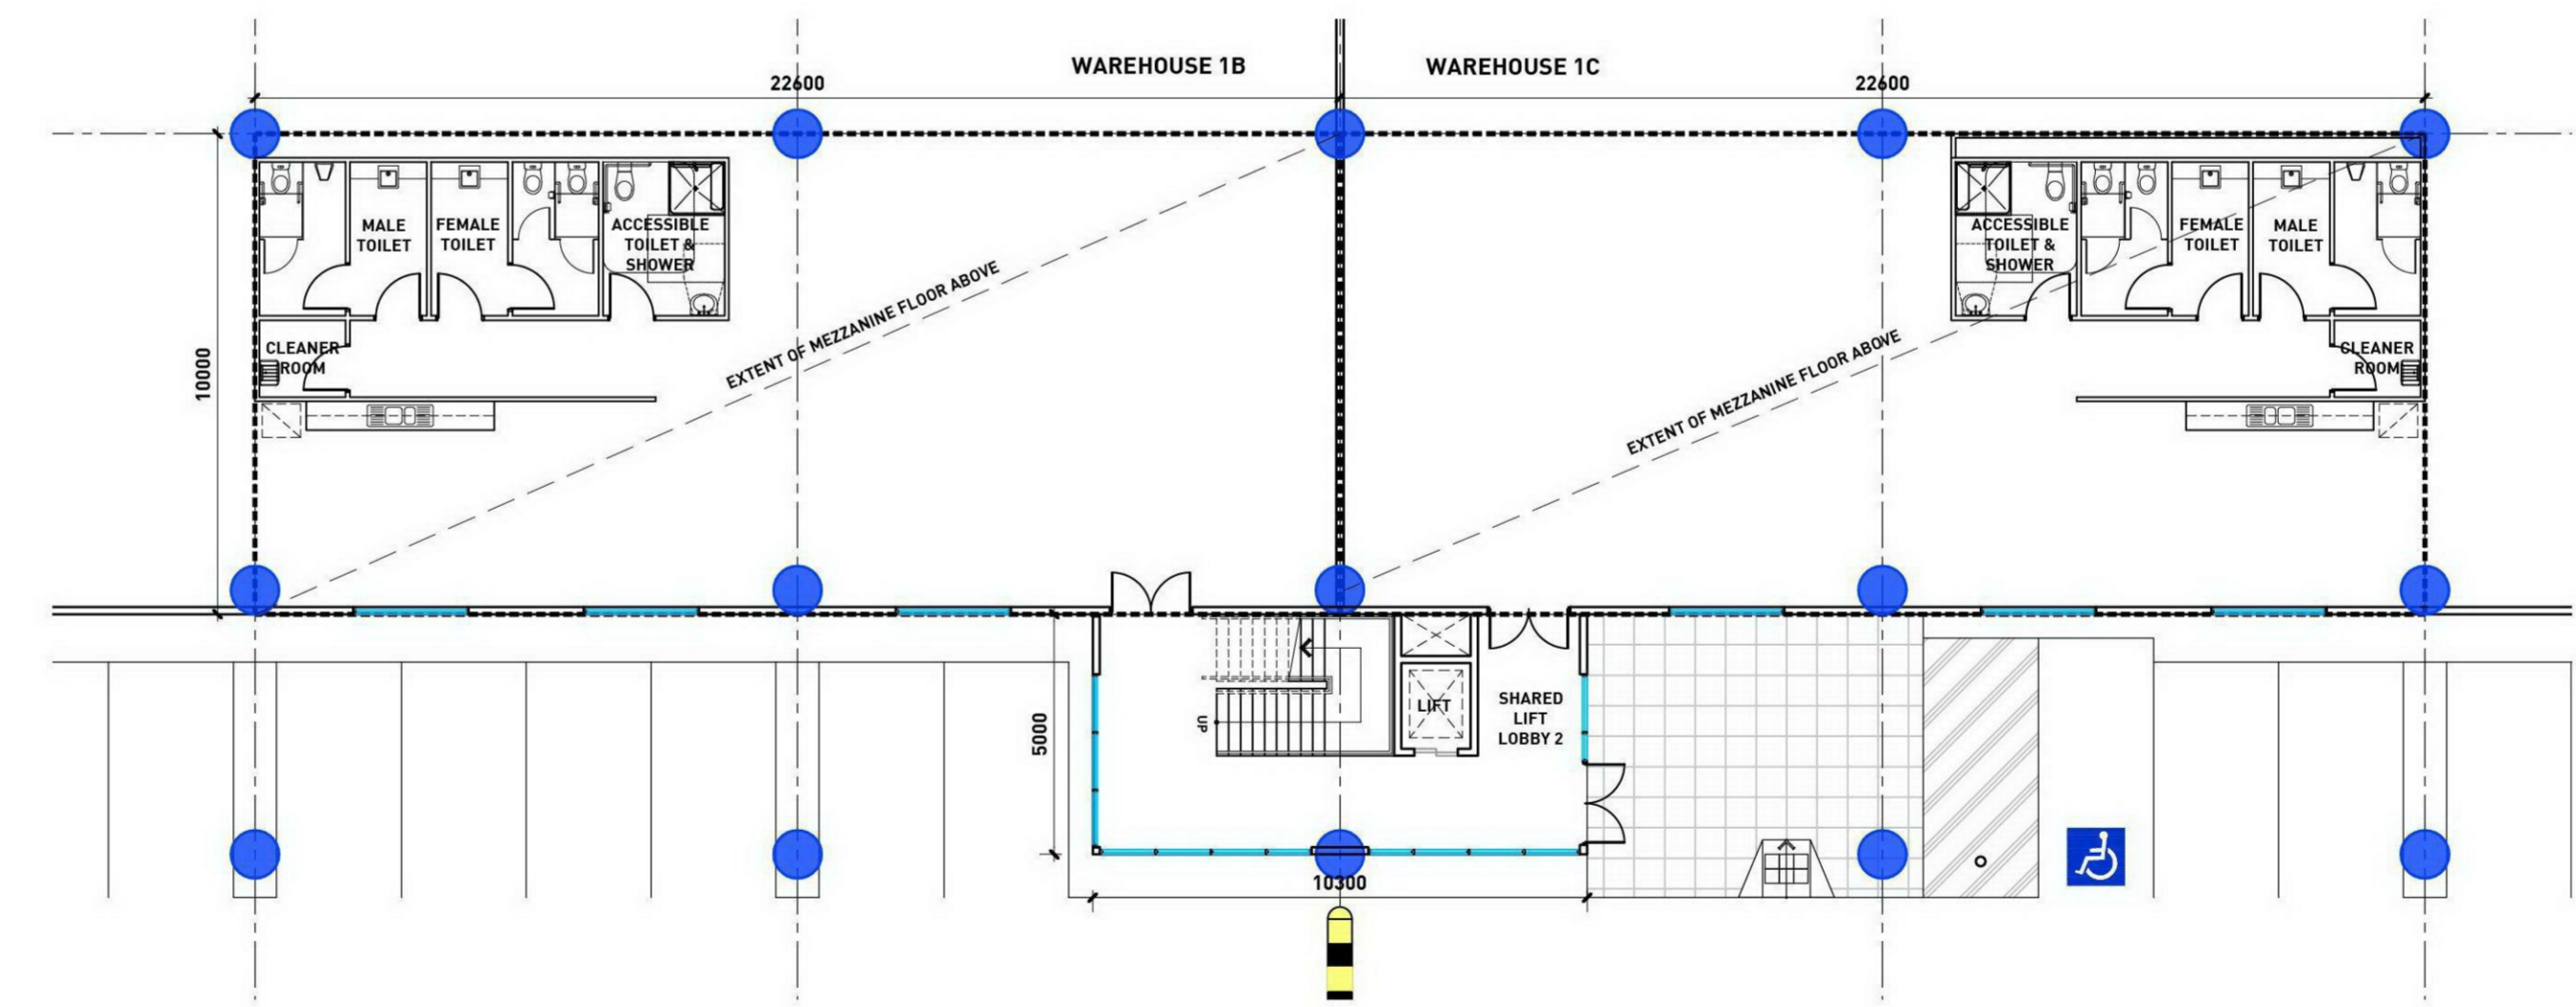 WAREHOUSE 1B
WAREHOUSE 1C
22600
22600
MALE
TOILET
FEMALE
TOILET
ACCESSIBLE
TOILET &
SHOWER
ACCESSIBLE
TOILET &
SHOWER
FEMALE
TOILET
MALE
TOILET
EXTENT OF MEZZANINE FLOOR ABOVE
EXTENT OF MEZZANINE FLOOR ABOVE
CLEANER
ROOM
CLEANER
ROOM
10000
5000
UP
LIFT
SHARED
LIFT
LOBBY 2
10300